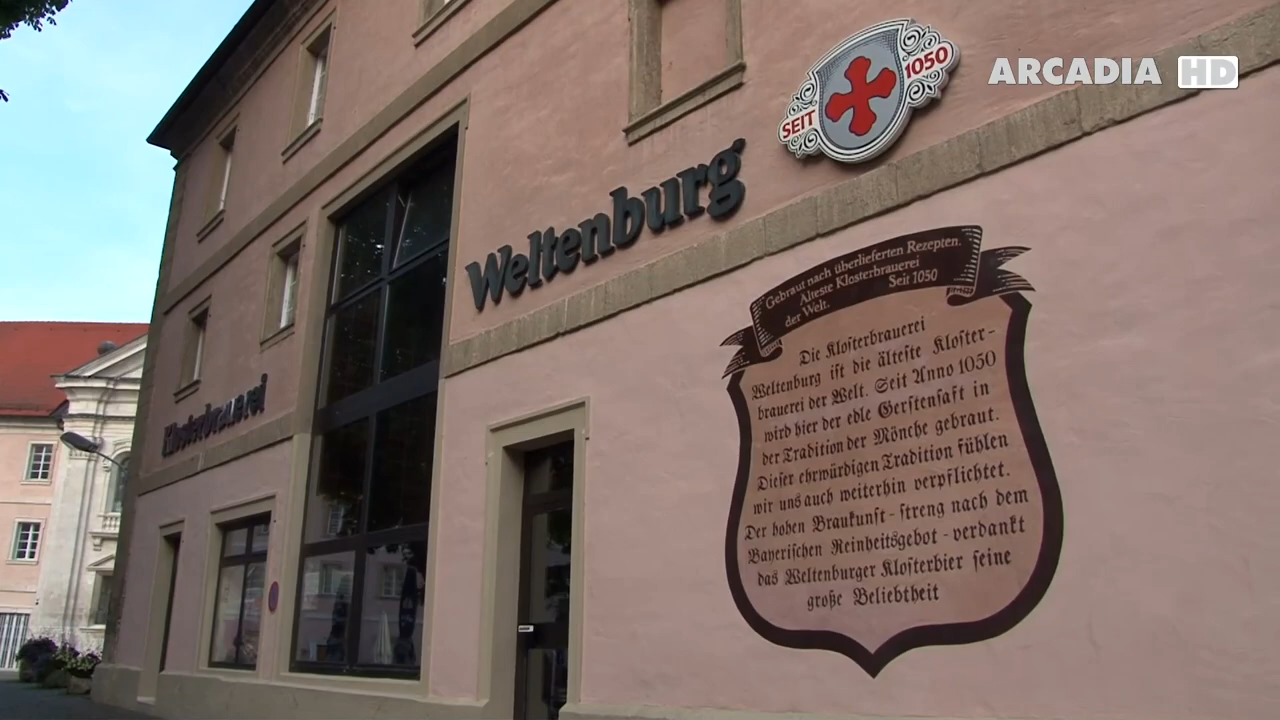 ARCADIA HD
SEIT 1050
Weltenburg
Klosterbrauerei
Gebraut nach überlieferten Rezepten.
Älteste Klosterbrauerei
der Welt. Seit 1050
Die Klosterbrauerei
Weltenburg ist die älteste Kloster-
brauerei der Welt. Seit Anno 1050
wird hier der edle Gerstensaft in
der Tradition der Mönche gebraut.
Dieser ehrwürdigen Tradition fühlen
wir uns auch weiterhin verpflichtet.
Der hohen Braukunst - streng nach dem
Bayerischen Reinheitsgebot - verdankt
das Weltenburger Klosterbier seine
große Beliebtheit